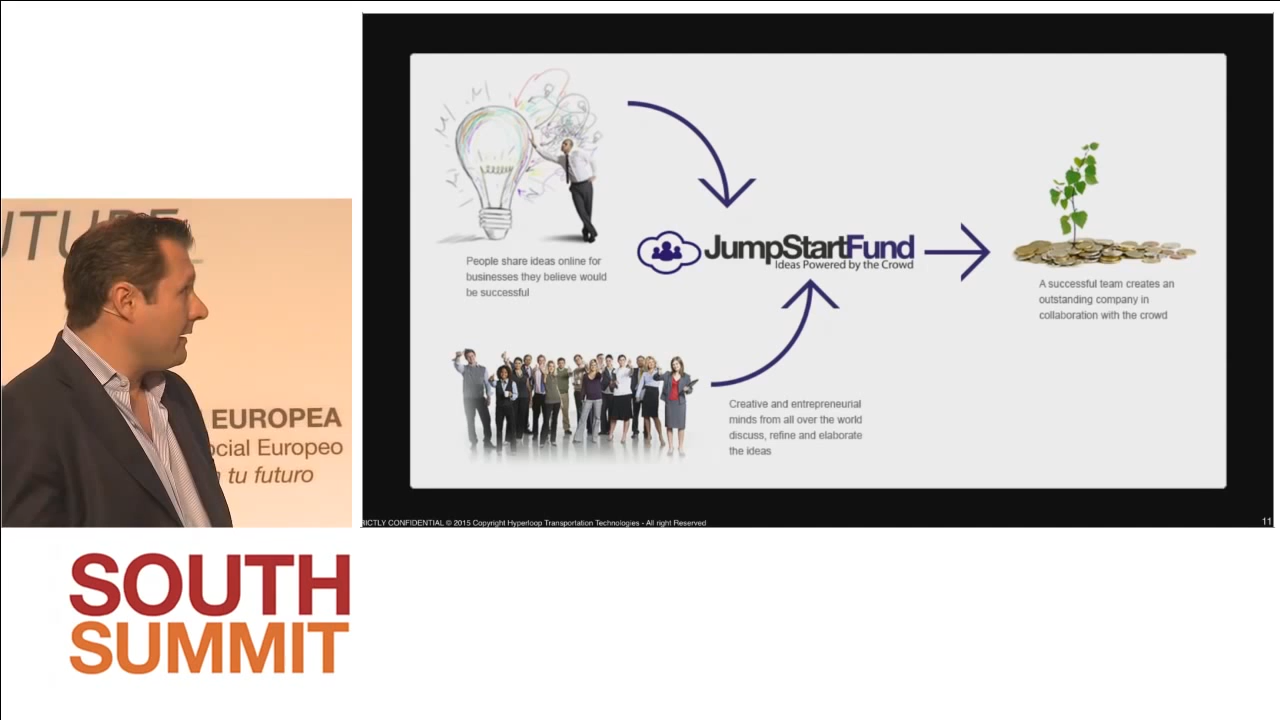 EUROPEA
Europeo
tu futuro
SOUTH
SUMMIT
People share ideas online for
businesses they believe would
be successful
JumpStartFund
Ideas Powered by the Crowd
A successful team creates an
outstanding company in
collaboration with the crowd
Creative and entrepreneurial
minds from all over the world
discuss, refine and elaborate
the ideas
CONFIDENTIAL © 2015 Copyright Hyperloop Transportation Technologies - All right Reserved
11